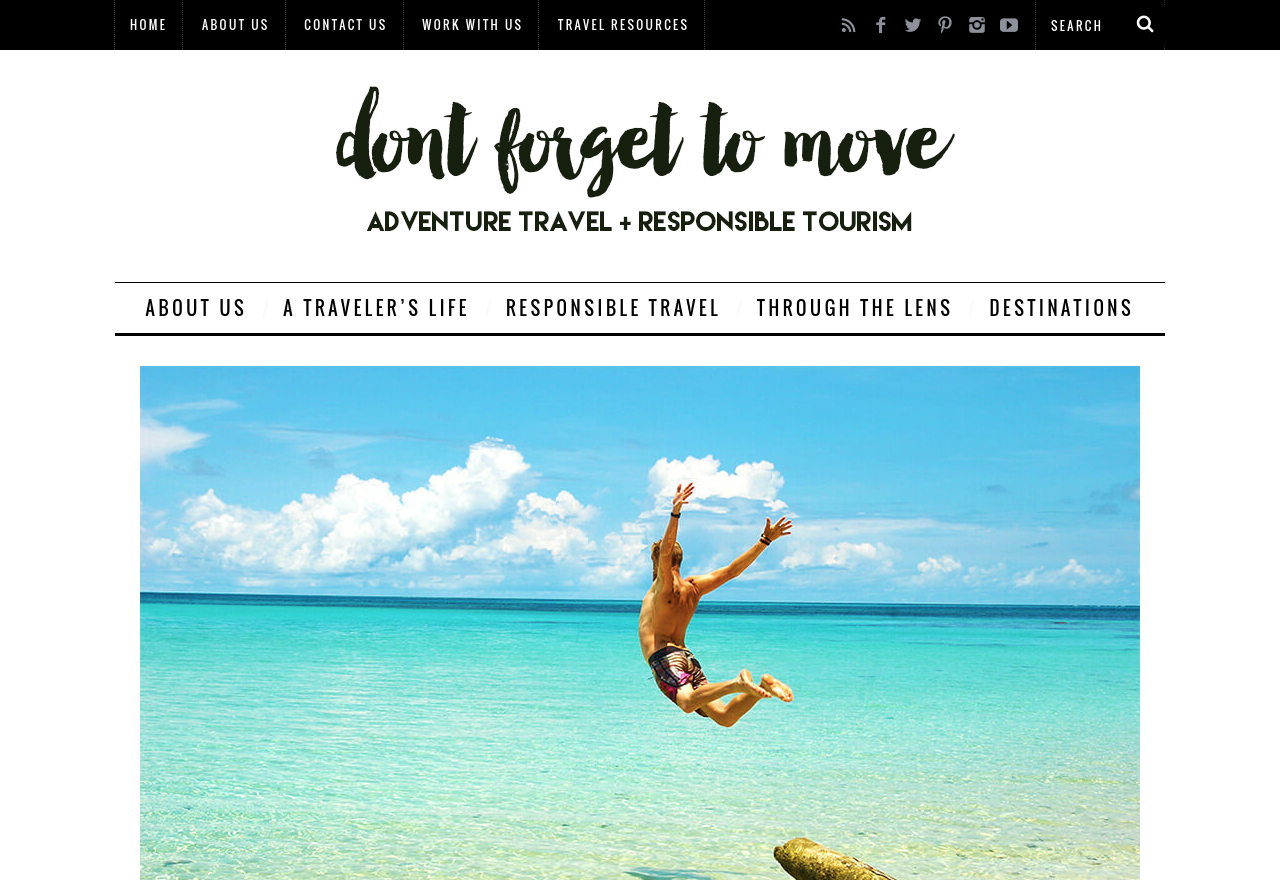 HOME ABOUT US CONTACT US WORK WITH US TRAVEL RESOURCES SEARCH
dont forget to move
ADVENTURE TRAVEL + RESPONSIBLE TOURISM
ABOUT US / A TRAVELER'S LIFE / RESPONSIBLE TRAVEL / THROUGH THE LENS / DESTINATIONS